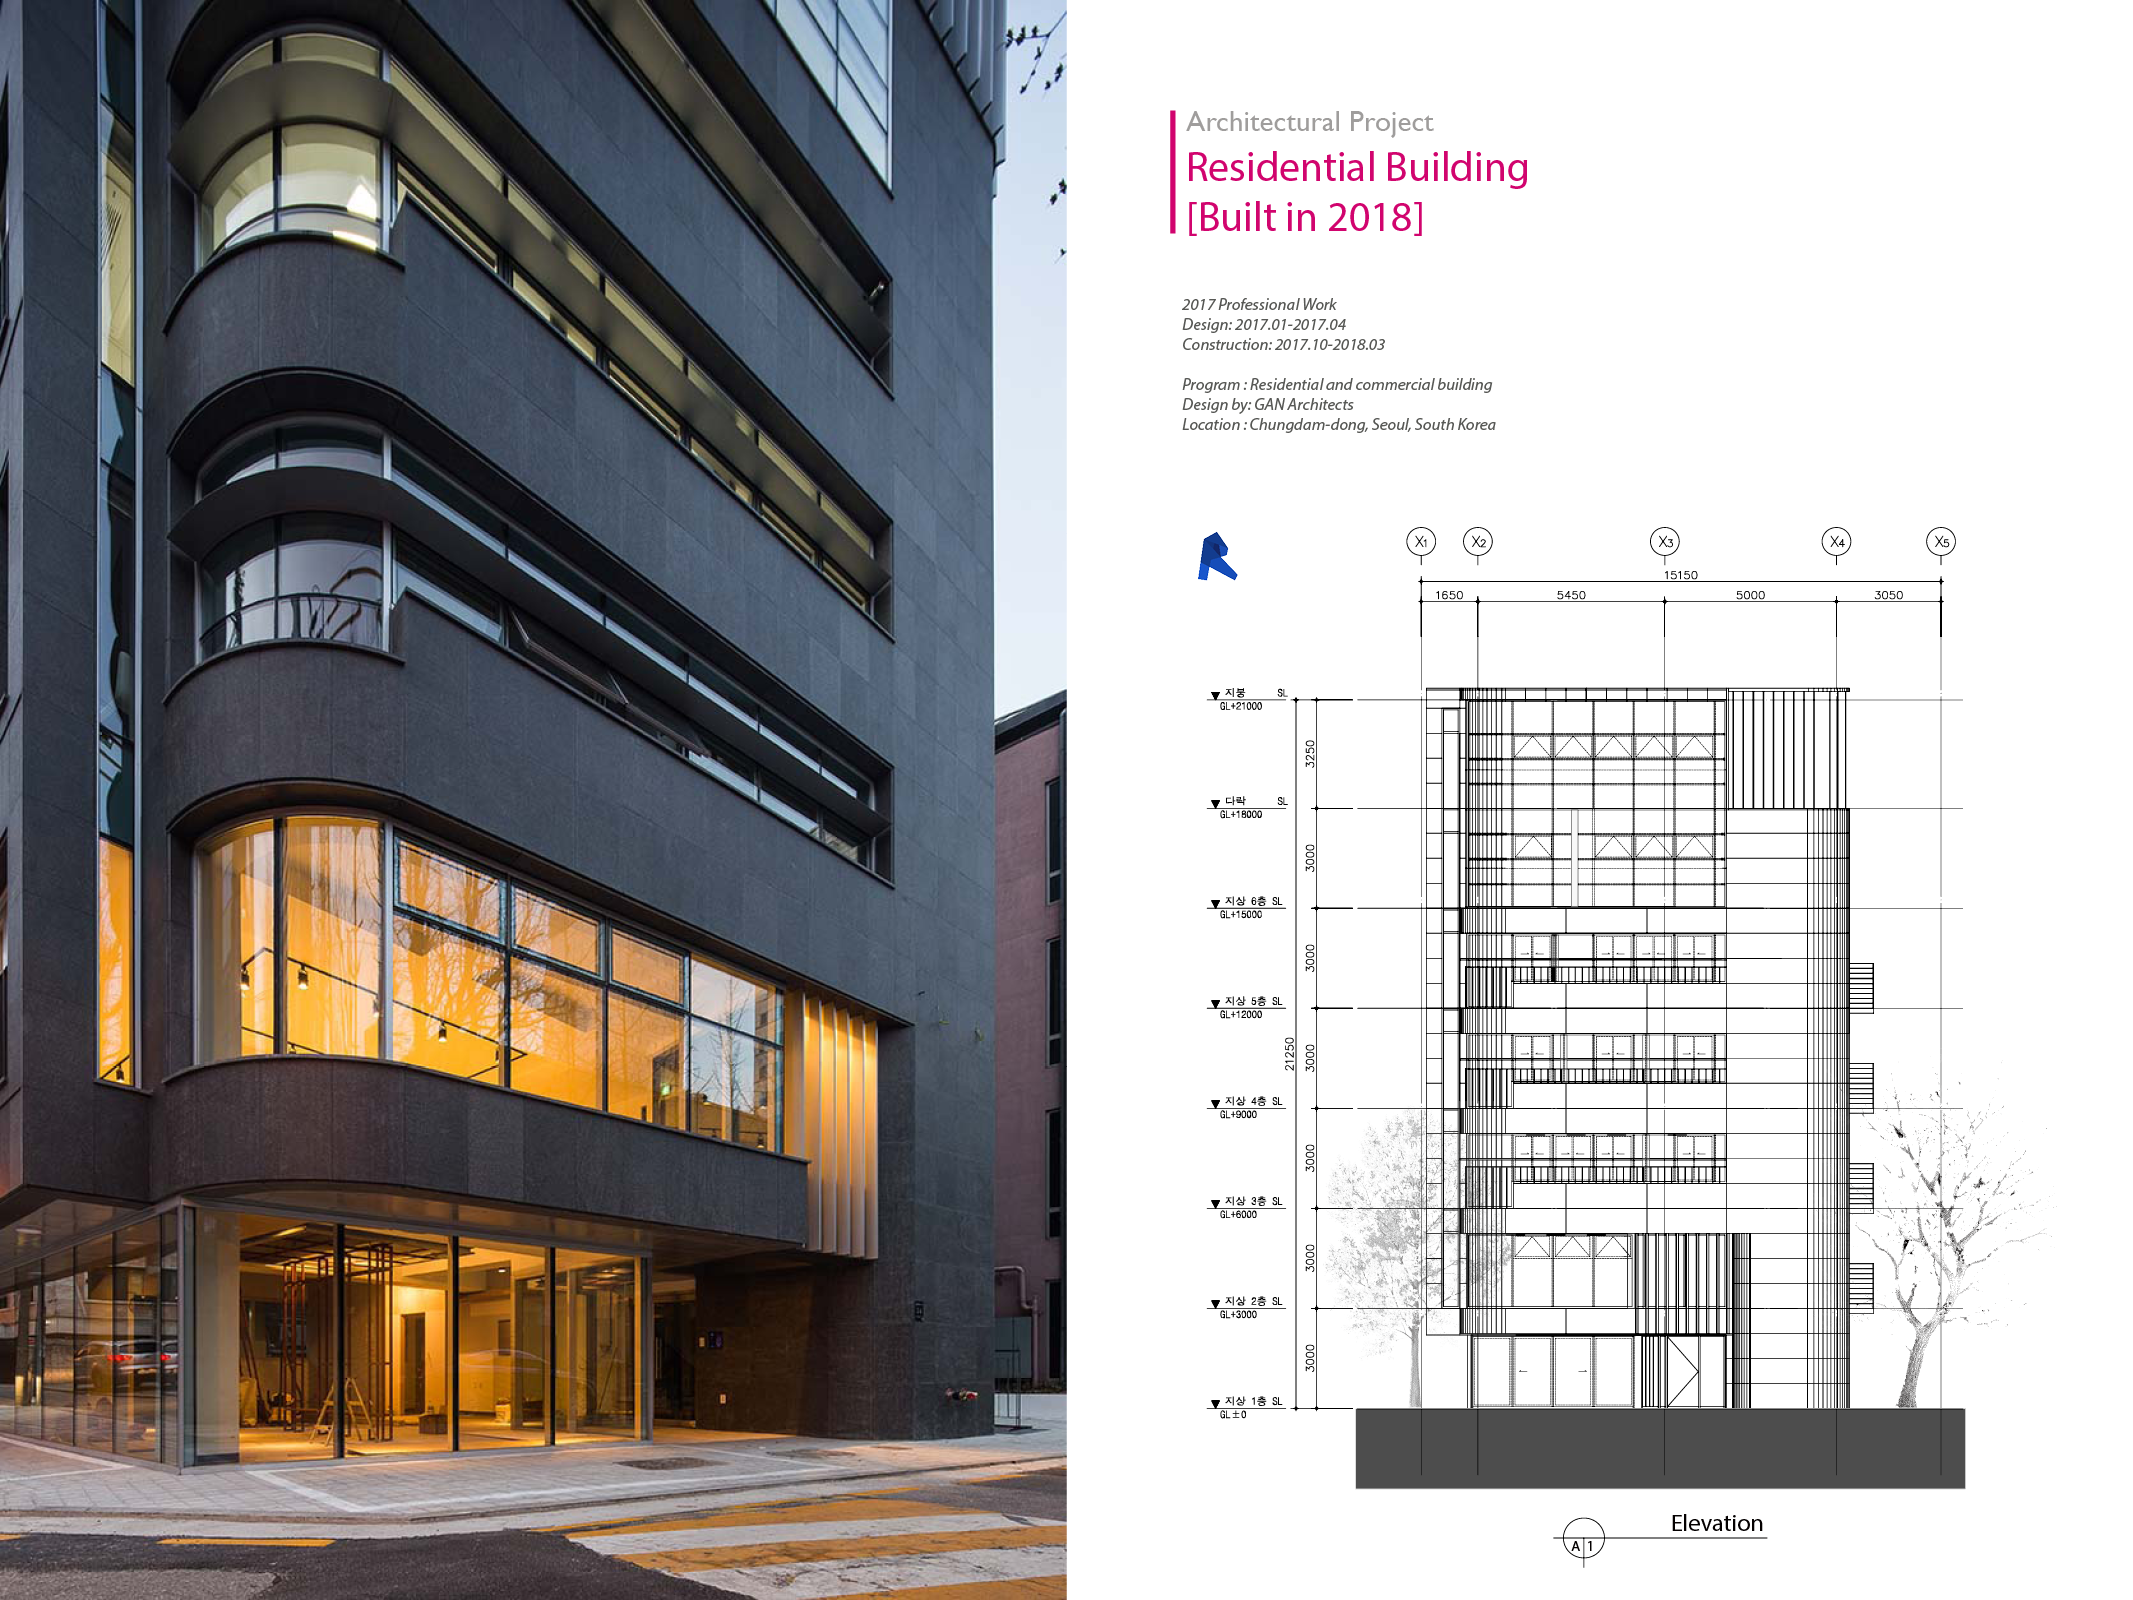 Architectural Project
Residential Building
[Built in 2018]
2017 Professional Work
Design: 2017.01-2017.04
Construction: 2017.10-2018.03
Program : Residential and commercial building
Design by: GAN Architects
Location : Chungdam-dong, Seoul, South Korea
X1 X2 X3 X4 X5
15150
1650 5450 5000 3050
지붕 SL
GL+21000
3250
다락 SL
GL+18000
3000
지상 6층 SL
GL+15000
3000
지상 5층 SL
GL+12000
21250
3000
지상 4층 SL
GL+9000
3000
지상 3층 SL
GL+6000
3000
지상 2층 SL
GL+3000
3000
지상 1층 SL
GL±0
Elevation
A 1